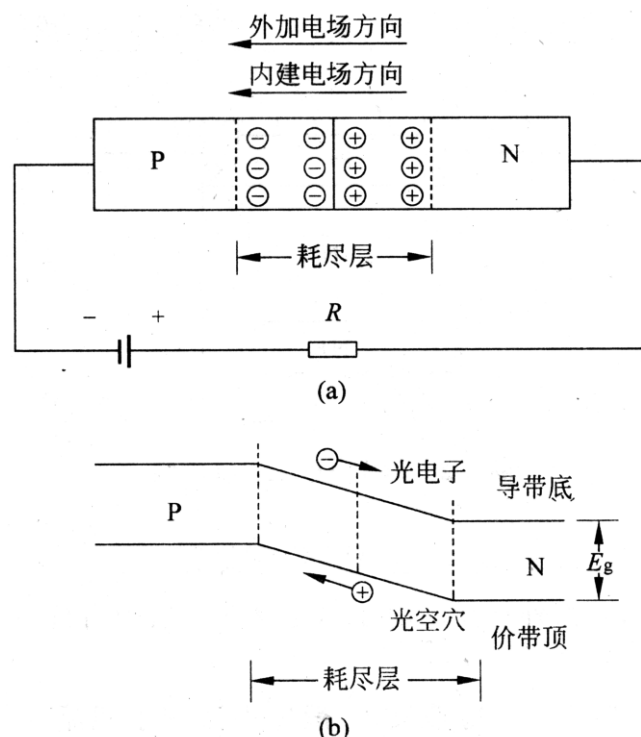 外加电场方向
内建电场方向
P
N
耗尽层
− +
R
(a)
光电子
导带底
P
N
Eg
光空穴
价带顶
耗尽层
(b)